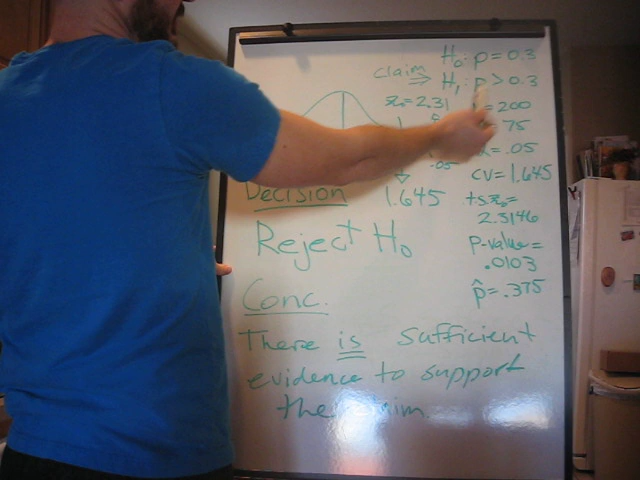 H₀: p = 0.3
claim ⇒ H₁: p > 0.3
z₀ = 2.31
= 200
= 75
= .05
.05
CV = 1.645
1.645
ts z₀ =
2.3146
p-value =
.0103
p̂ = .375
Decision
Reject H₀
Conc.
There is sufficient
evidence to support
the claim.